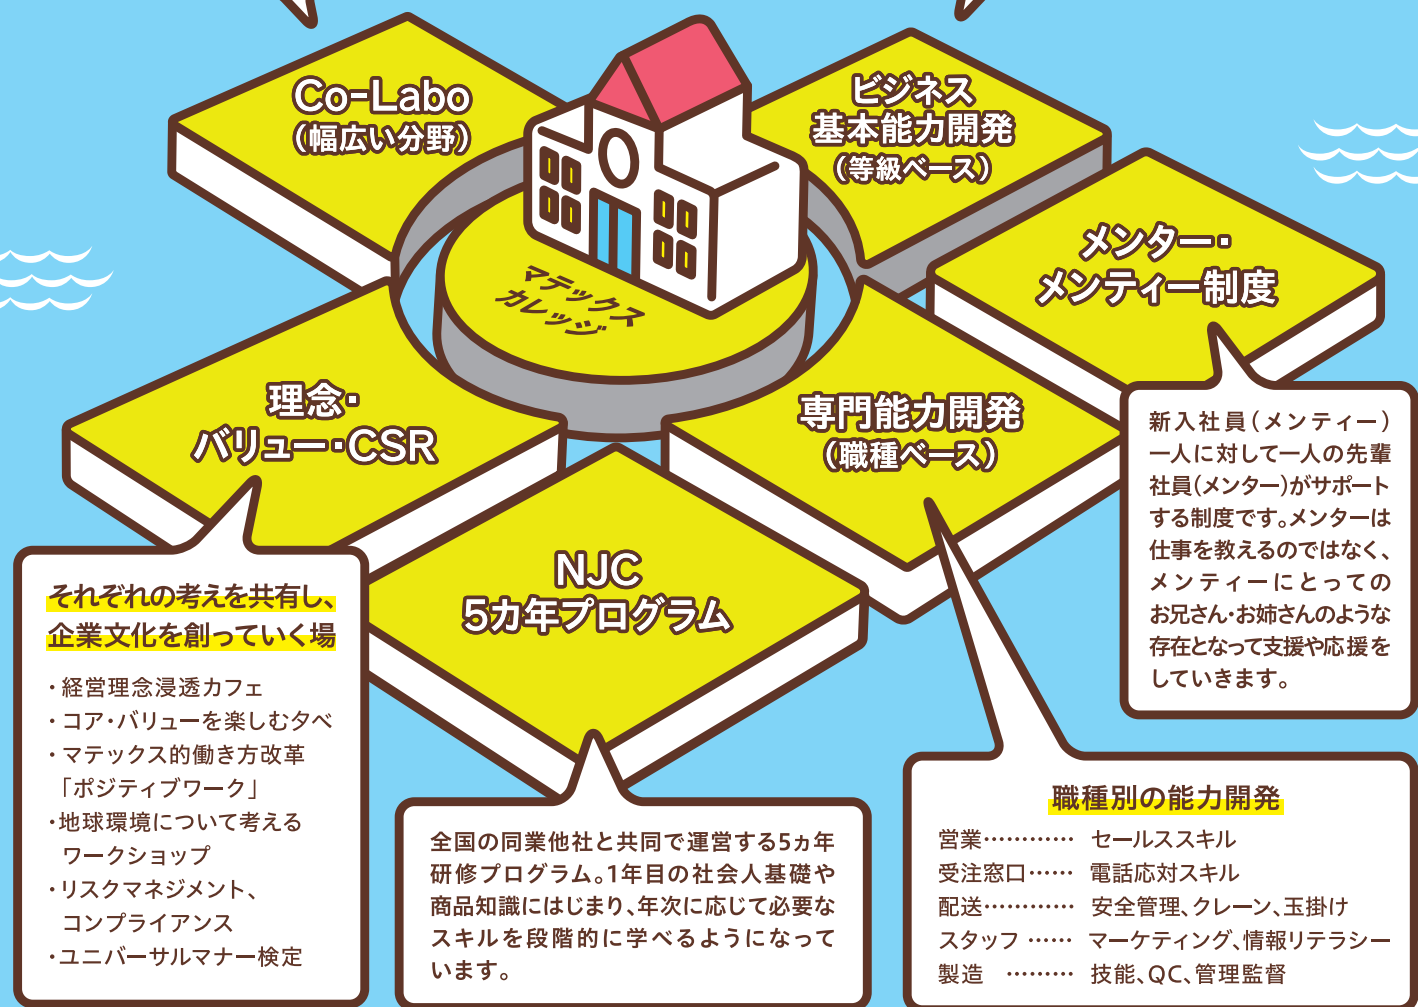 Co-Labo
（幅広い分野）
ビジネス
基本能力開発
（等級ベース）
メンター・
メンティー制度
マテックス
カレッジ
理念・
バリュー・CSR
専門能力開発
（職種ベース）
NJC
5カ年プログラム
新入社員（メンティー）
一人に対して一人の先輩
社員（メンター）がサポート
する制度です。メンターは
仕事を教えるのではなく、
メンティーにとっての
お兄さん・お姉さんのような
存在となって支援や応援を
していきます。
それぞれの考えを共有し、
企業文化を創っていく場
・経営理念浸透カフェ
・コア・バリューを楽しむ夕べ
・マテックス的働き方改革
「ポジティブワーク」
・地球環境について考える
ワークショップ
・リスクマネジメント、
コンプライアンス
・ユニバーサルマナー検定
全国の同業他社と共同で運営する5ヵ年
研修プログラム。1年目の社会人基礎や
商品知識にはじまり、年次に応じて必要な
スキルを段階的に学べるようになって
います。
職種別の能力開発
営業………… セールススキル
受注窓口…… 電話応対スキル
配送………… 安全管理、クレーン、玉掛け
スタッフ …… マーケティング、情報リテラシー
製造 ……… 技能、QC、管理監督